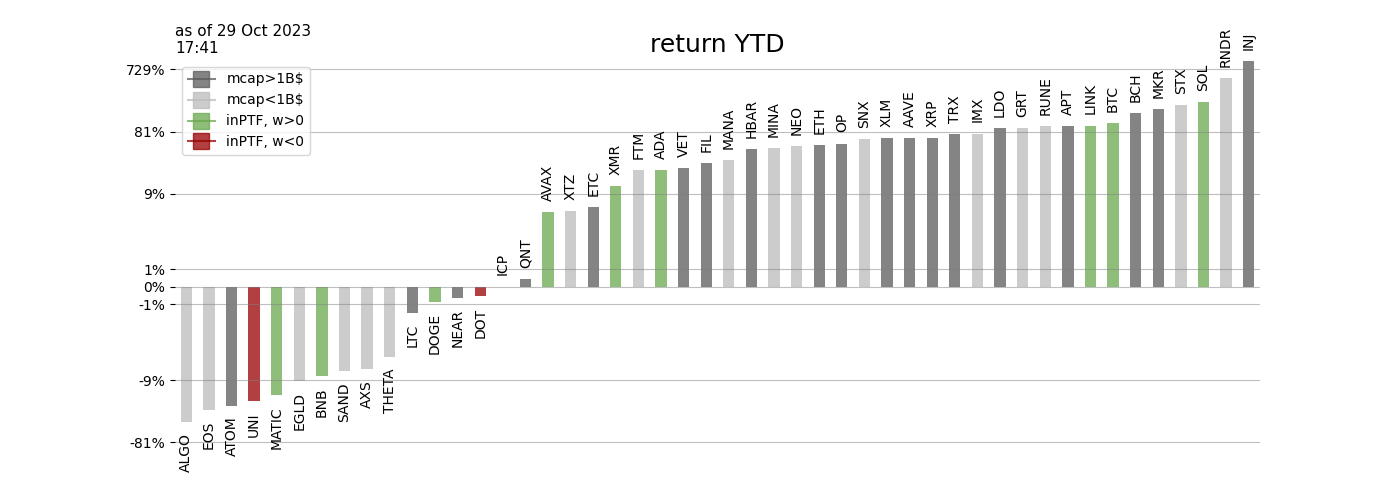 as of 29 Oct 2023
17:41
return YTD
729%
81%
9%
1%
0%
-1%
-9%
-81%
mcap>1B$
mcap<1B$
inPTF, w>0
inPTF, w<0
ALGO
EOS
ATOM
UNI
MATIC
EGLD
BNB
SAND
AXS
THETA
LTC
DOGE
NEAR
DOT
ICP
QNT
AVAX
XTZ
ETC
XMR
FTM
ADA
VET
FIL
MANA
HBAR
MINA
NEO
ETH
OP
SNX
XLM
AAVE
XRP
TRX
IMX
LDO
GRT
RUNE
APT
LINK
BTC
BCH
MKR
STX
SOL
RNDR
INJ